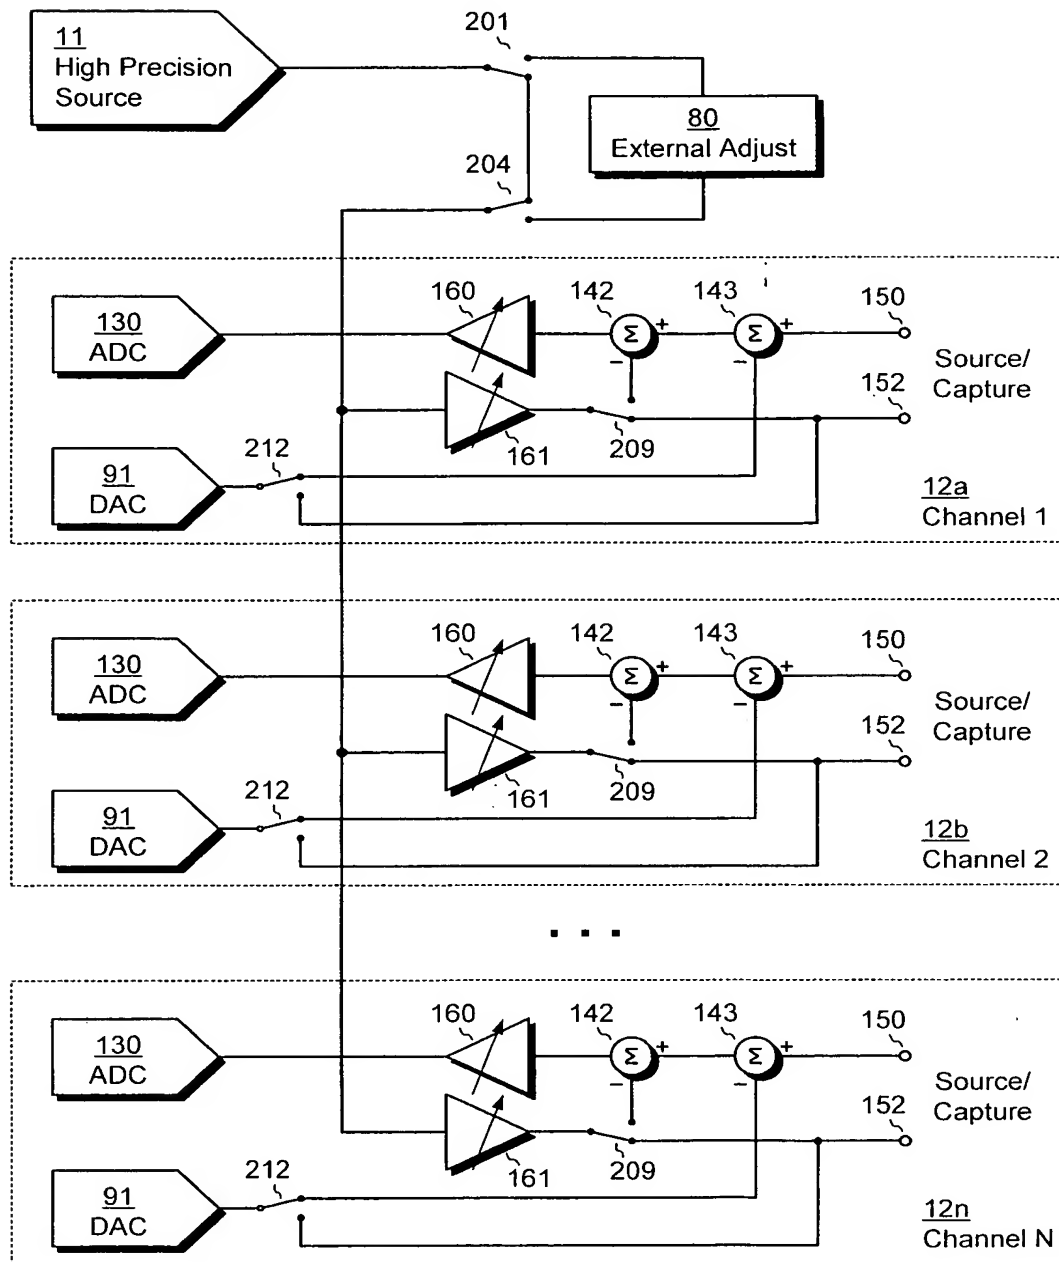 11
High Precision
Source
201
80
External Adjust
204
130
ADC
160
142
143
150
Σ
+
Σ
+
−
−
Source/
Capture
152
161
209
91
DAC
212
12a
Channel 1
130
ADC
160
142
143
150
Σ
+
Σ
+
−
−
Source/
Capture
152
161
209
91
DAC
212
12b
Channel 2
. . .
130
ADC
160
142
143
150
Σ
+
Σ
+
−
−
Source/
Capture
152
161
209
91
DAC
212
12n
Channel N